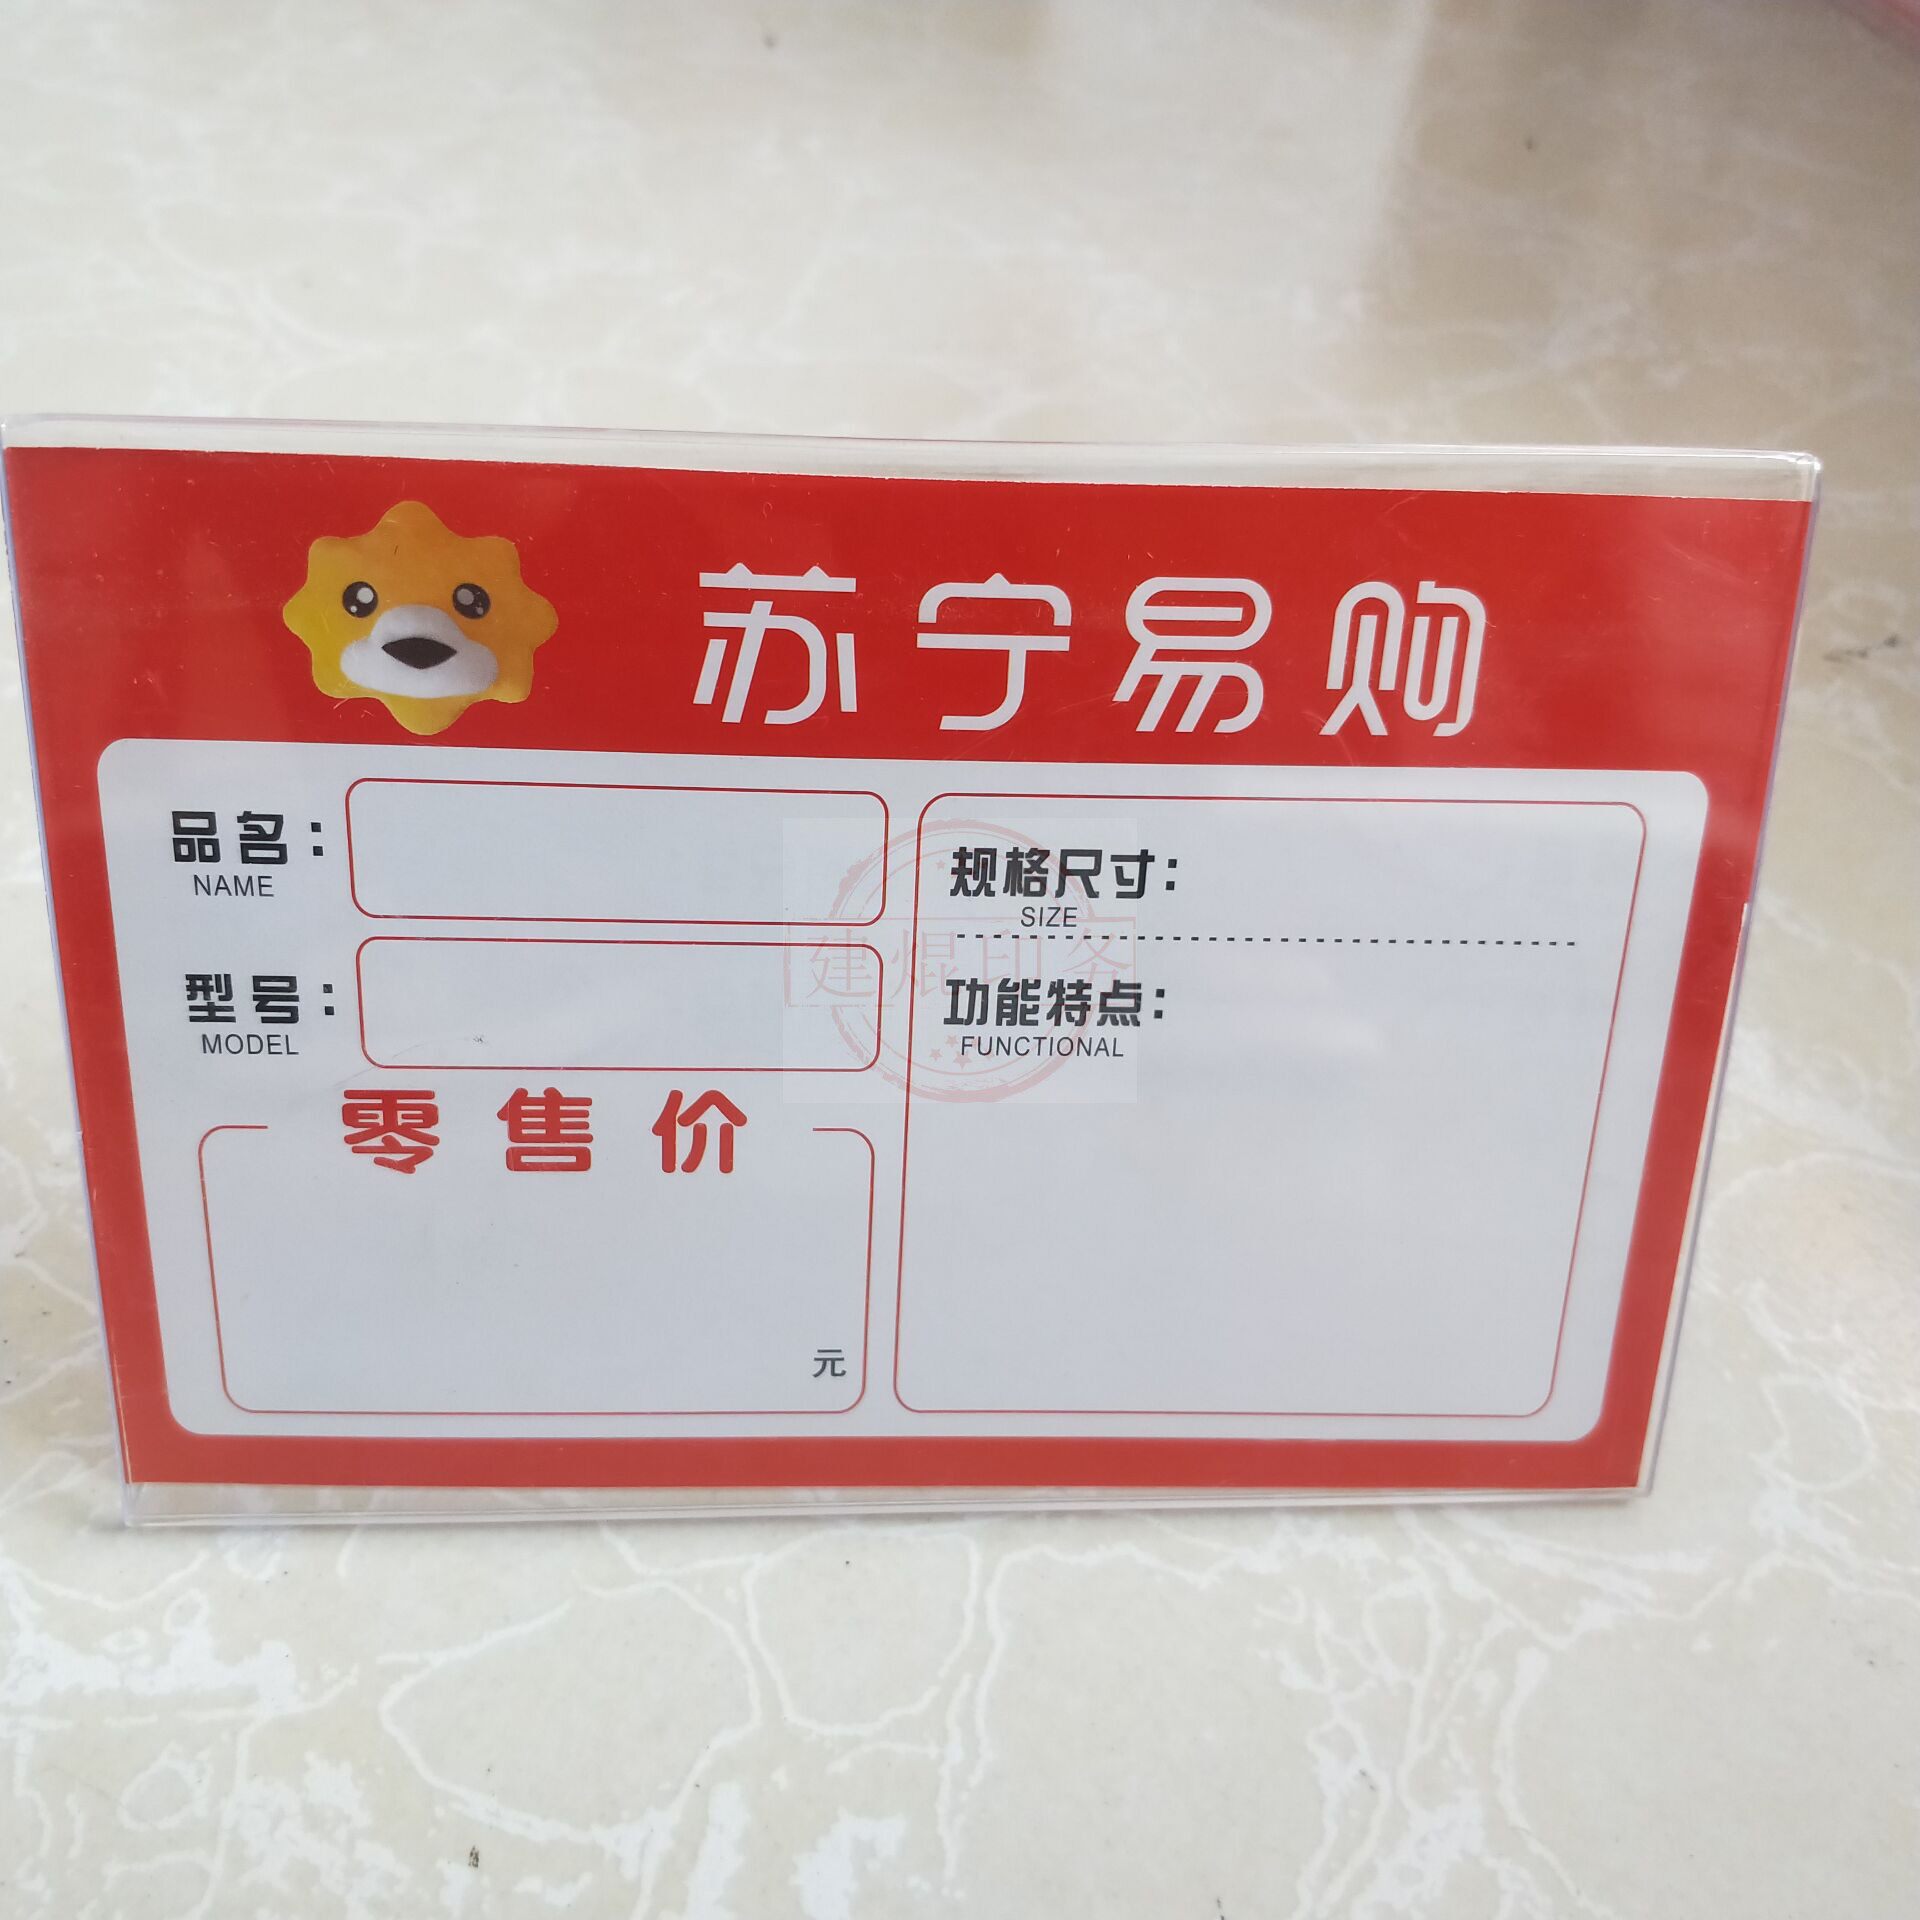 苏宁易购
品名：
NAME
型号：
MODEL
零售价
元
规格尺寸：
SIZE
功能特点：
FUNCTIONAL
建焜印务